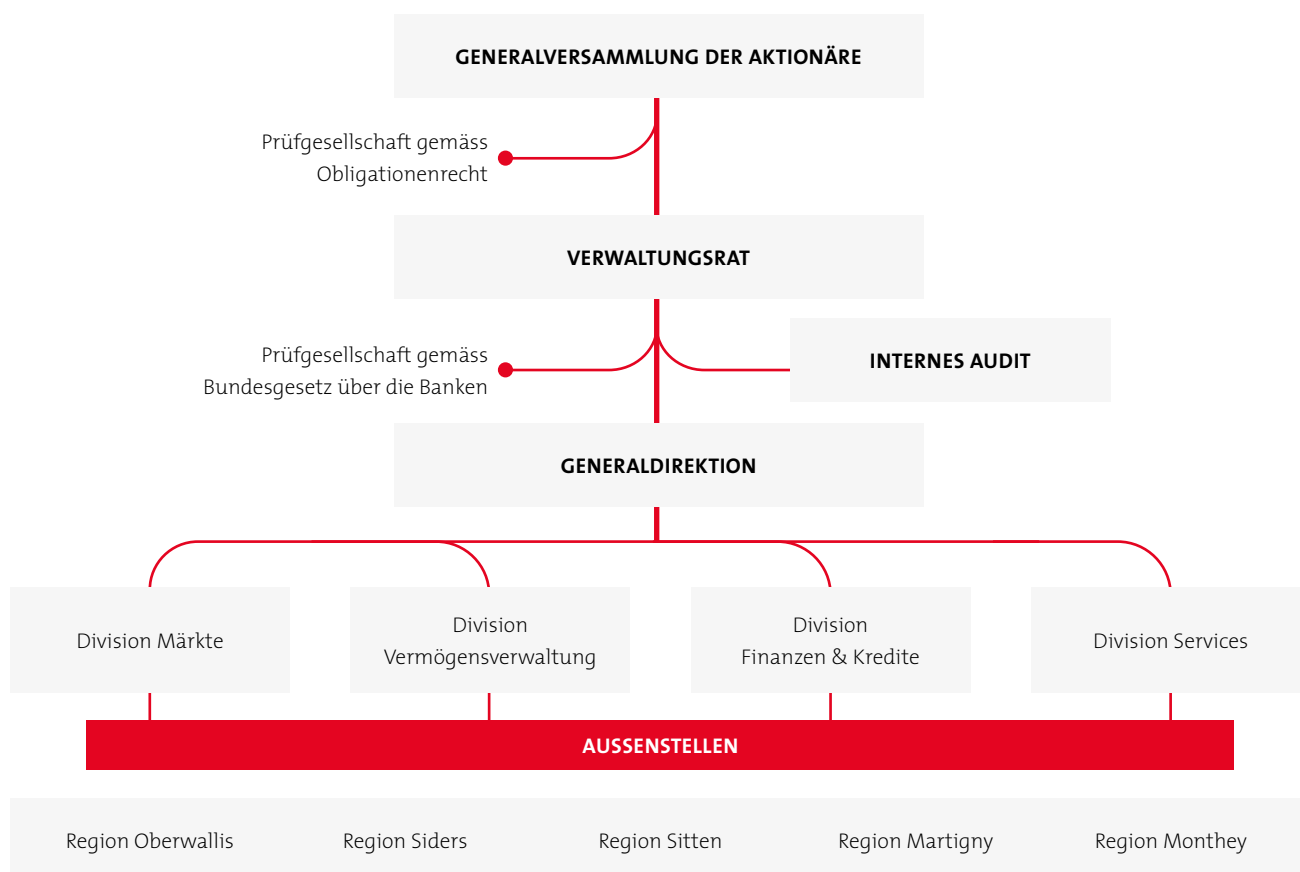 GENERALVERSAMMLUNG DER AKTIONÄRE
Prüfgesellschaft gemäss
Obligationenrecht
VERWALTUNGSRAT
Prüfgesellschaft gemäss
Bundesgesetz über die Banken
INTERNES AUDIT
GENERALDIREKTION
Division Märkte
Division
Vermögensverwaltung
Division
Finanzen & Kredite
Division Services
AUSSENSTELLEN
Region Oberwallis
Region Siders
Region Sitten
Region Martigny
Region Monthey